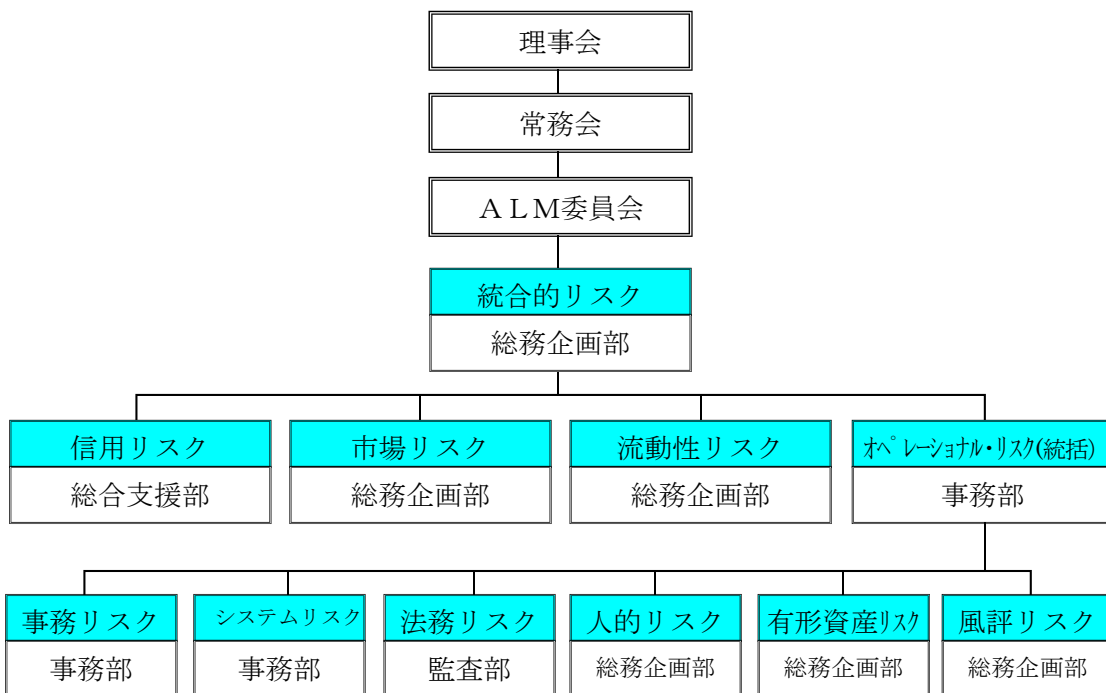 理事会
常務会
ＡＬＭ委員会
統合的リスク
総務企画部
信用リスク
総合支援部
市場リスク
総務企画部
流動性リスク
総務企画部
ｵﾍﾟﾚｰｼｮﾅﾙ・ﾘｽｸ(統括)
事務部
事務リスク
事務部
システムリスク
事務部
法務リスク
監査部
人的リスク
総務企画部
有形資産ﾘｽｸ
総務企画部
風評リスク
総務企画部